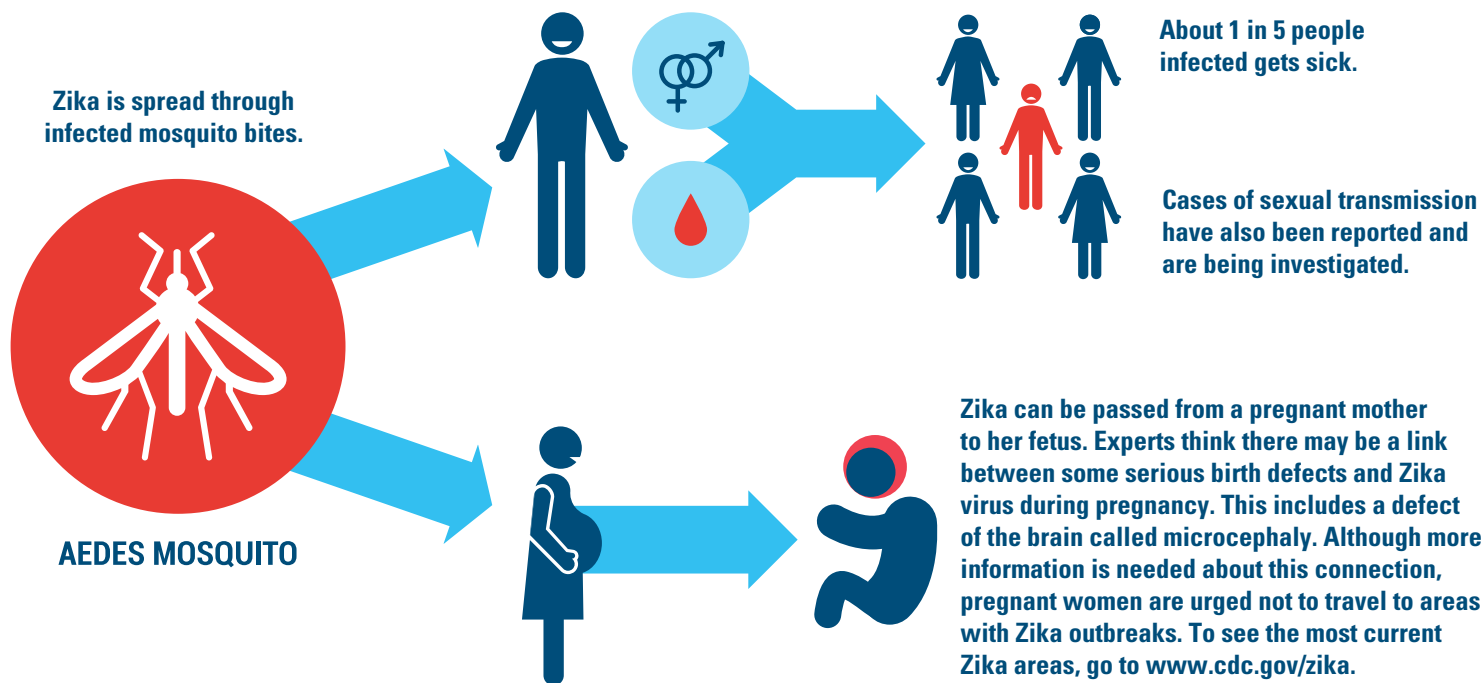 Zika is spread through
infected mosquito bites.
AEDES MOSQUITO
About 1 in 5 people
infected gets sick.
Cases of sexual transmission
have also been reported and
are being investigated.
Zika can be passed from a pregnant mother
to her fetus. Experts think there may be a link
between some serious birth defects and Zika
virus during pregnancy. This includes a defect
of the brain called microcephaly. Although more
information is needed about this connection,
pregnant women are urged not to travel to areas
with Zika outbreaks. To see the most current
Zika areas, go to www.cdc.gov/zika.